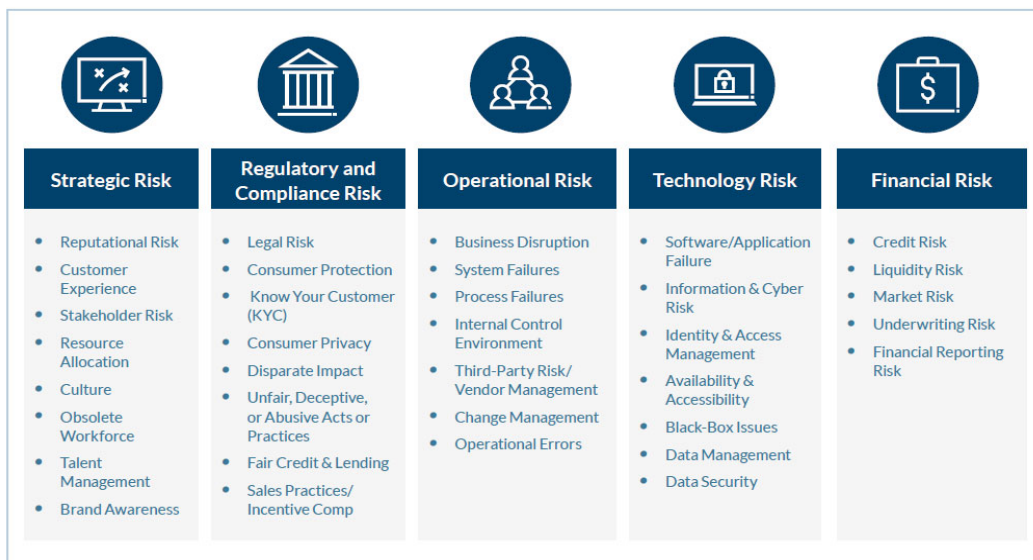 Strategic Risk
Reputational Risk
Customer
Experience
Stakeholder Risk
Resource
Allocation
Culture
Obsolete
Workforce
Talent
Management
Brand Awareness
Regulatory and
Compliance Risk
Legal Risk
Consumer Protection
Know Your Customer
(KYC)
Consumer Privacy
Disparate Impact
Unfair, Deceptive,
or Abusive Acts or
Practices
Fair Credit & Lending
Sales Practices/
Incentive Comp
Operational Risk
Business Disruption
System Failures
Process Failures
Internal Control
Environment
Third-Party Risk/
Vendor Management
Change Management
Operational Errors
Technology Risk
Software/Application
Failure
Information & Cyber
Risk
Identity & Access
Management
Availability &
Accessibility
Black-Box Issues
Data Management
Data Security
$
Financial Risk
Credit Risk
Liquidity Risk
Market Risk
Underwriting Risk
Financial Reporting
Risk